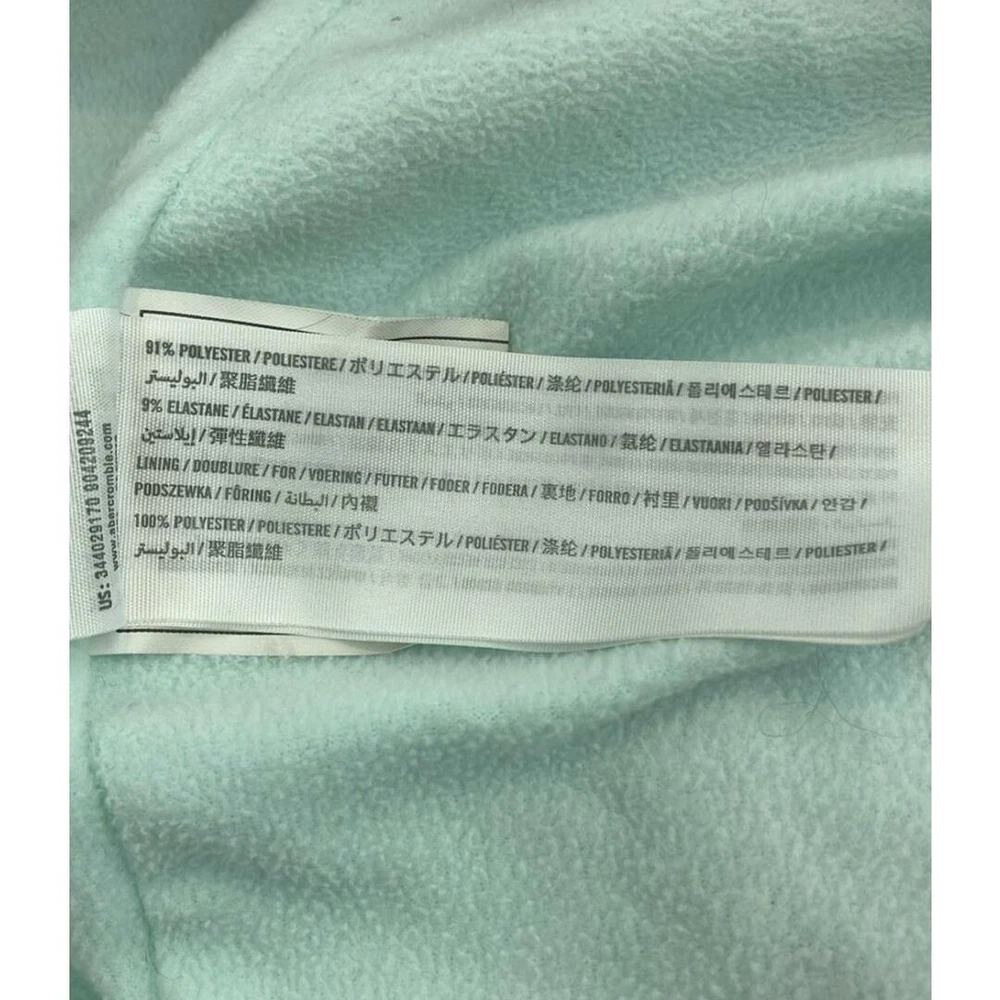 91% POLYESTER / POLIESTERE / ポリエステル / POLIÉSTER / 涤纶 / POLYESTERIÄ / 폴리에스테르 / POLIESTER /
البوليستر / 聚脂纖維
9% ELASTANE / ÉLASTANE / ELASTAN / ELASTAAN / エラスタン / ELASTANO / 氨纶 / ELASTAANIA / 엘라스탄 /
إيلاستين / 彈性纖維
LINING / DOUBLURE / FOR / VOERING / FUTTER / FODER / FODERA / 裏地 / FORRO / 衬里 / VUORI / PODŠÍVKA / 안감 /
PODSZEWKA / FÔRING / البطانة / 內襯
100% POLYESTER / POLIESTERE / ポリエステル / POLIÉSTER / 涤纶 / POLYESTERIÄ / 폴리에스테르 / POLIESTER /
البوليستر / 聚脂纖維
US: 344029170 904209244
www.abercrombie.com